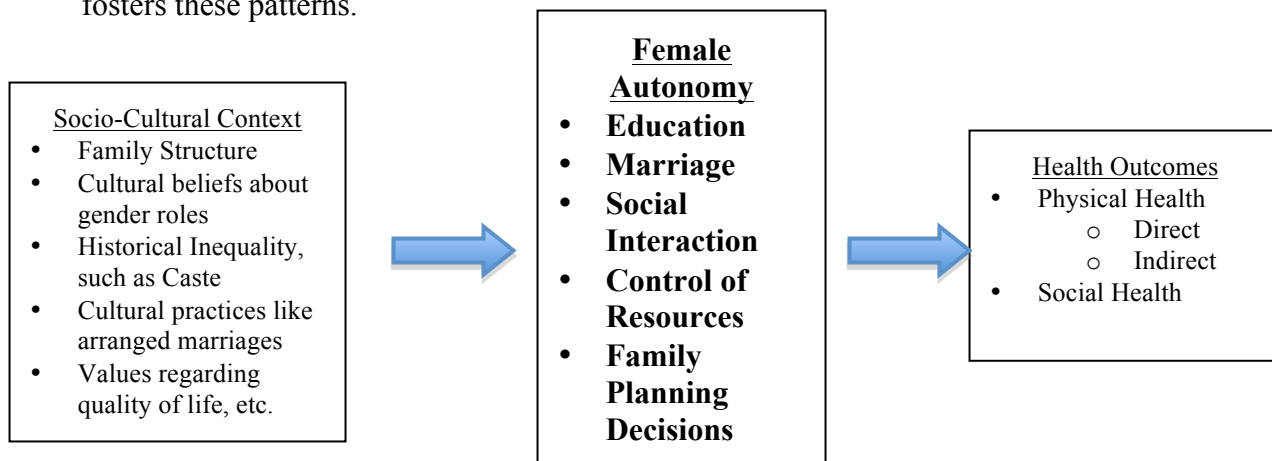 fosters these patterns.
Socio-Cultural Context
• Family Structure
• Cultural beliefs about
gender roles
• Historical Inequality,
such as Caste
• Cultural practices like
arranged marriages
• Values regarding
quality of life, etc.
Female
Autonomy
• Education
• Marriage
• Social
Interaction
• Control of
Resources
• Family
Planning
Decisions
Health Outcomes
• Physical Health
o Direct
o Indirect
• Social Health